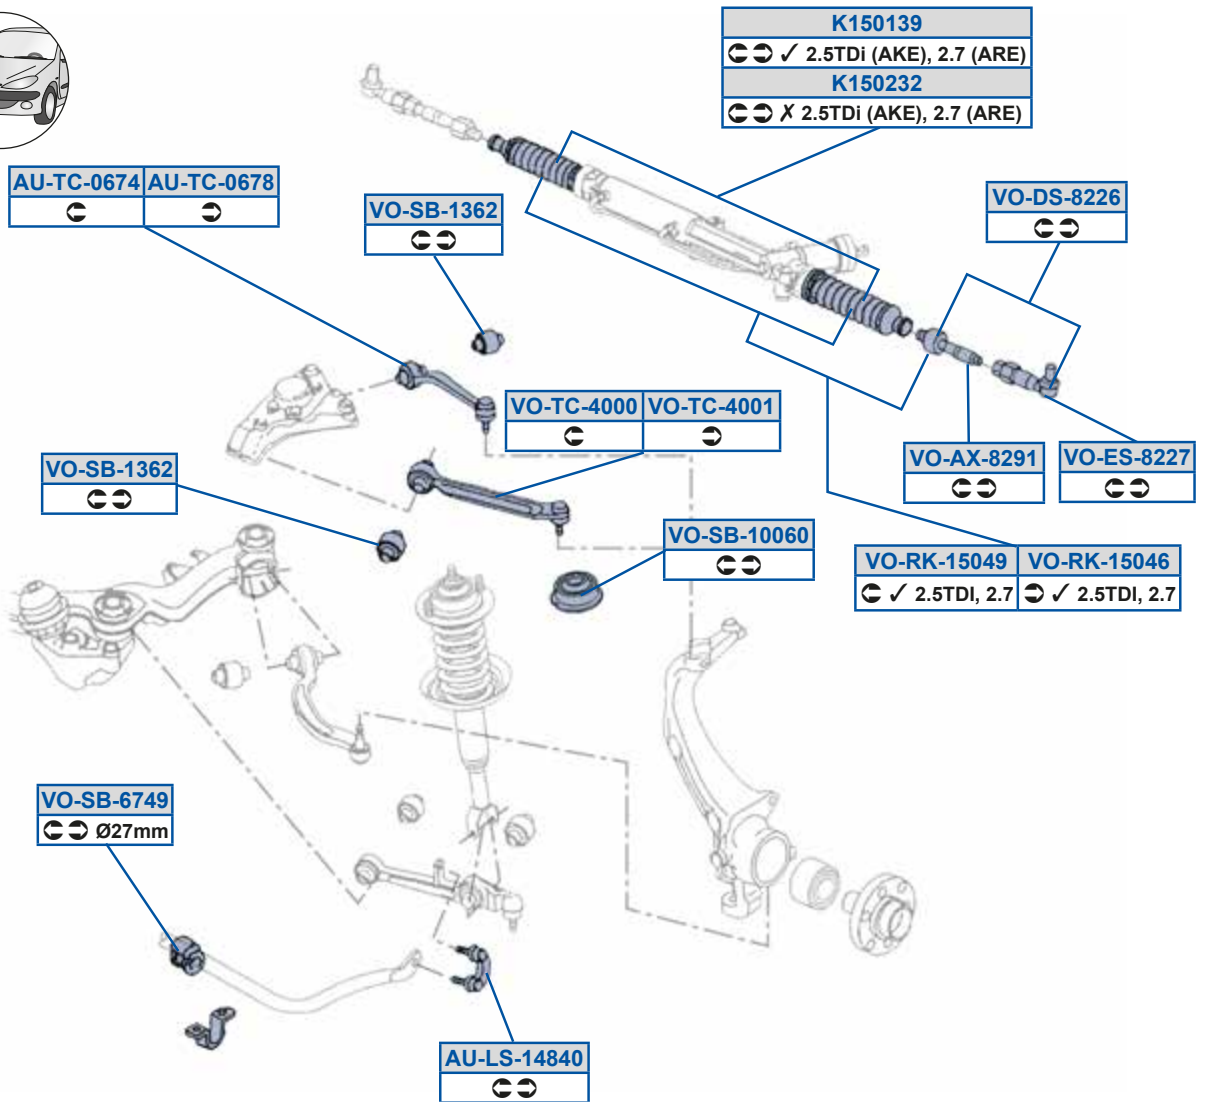 K150139
✓ 2.5TDi (AKE), 2.7 (ARE)
K150232
✗ 2.5TDi (AKE), 2.7 (ARE)
AU-TC-0674 AU-TC-0678
VO-SB-1362
VO-DS-8226
VO-TC-4000 VO-TC-4001
VO-AX-8291
VO-ES-8227
VO-SB-1362
VO-SB-10060
VO-RK-15049 VO-RK-15046
✓ 2.5TDI, 2.7 ✓ 2.5TDI, 2.7
VO-SB-6749
Ø27mm
AU-LS-14840